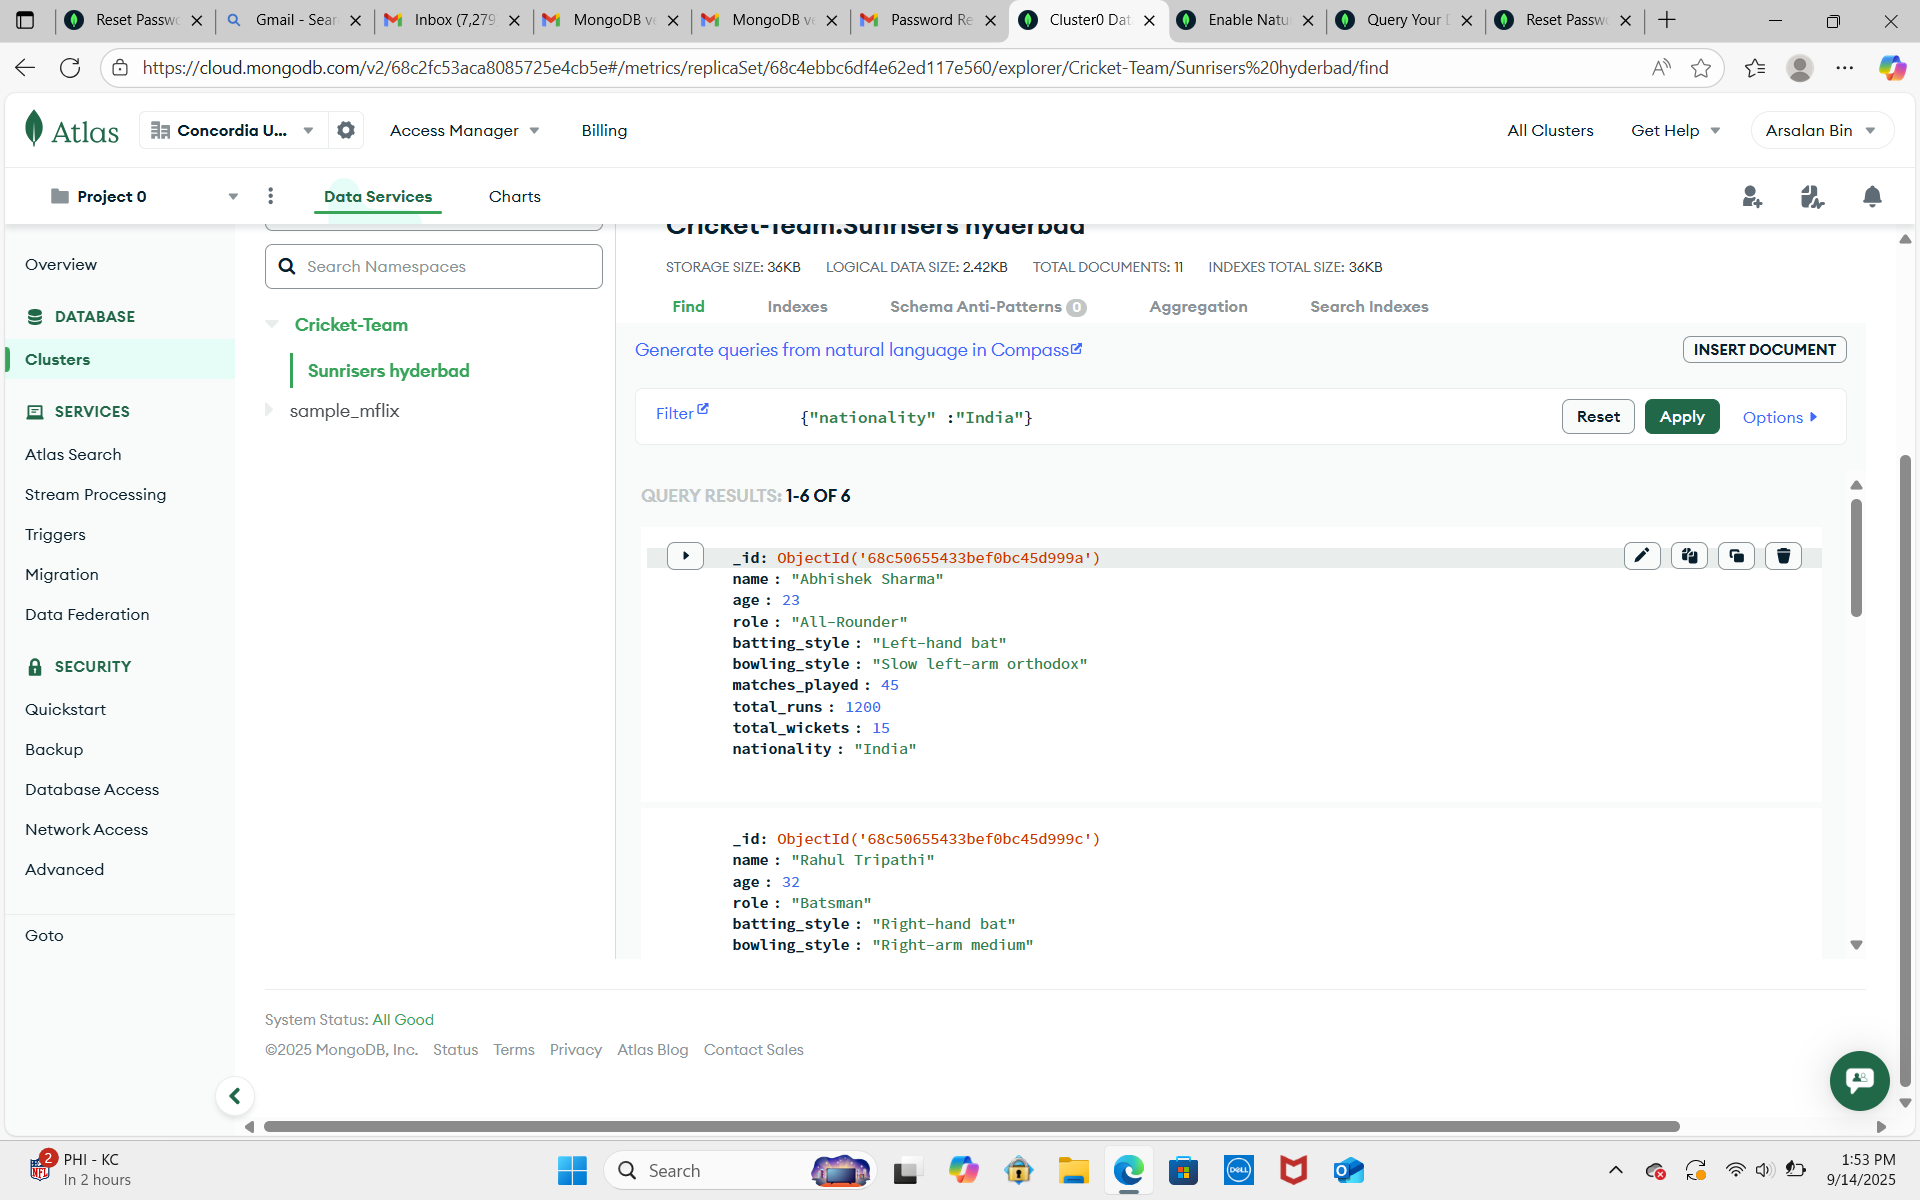 Reset Passwo
Gmail - Sear
Inbox (7,279
MongoDB ve
MongoDB ve
Password Re
Cluster0 Dat
Enable Natu
Query Your D
Reset Passwo
https://cloud.mongodb.com/v2/68c2fc53aca8085725e4cb5e#/metrics/replicaSet/68c4ebbc6df4e62ed117e560/explorer/Cricket-Team/Sunrisers%20hyderbad/find
Atlas
Concordia U...
Access Manager
Billing
All Clusters
Get Help
Arsalan Bin
Project 0
Data Services
Charts
Overview
DATABASE
Clusters
SERVICES
Atlas Search
Stream Processing
Triggers
Migration
Data Federation
SECURITY
Quickstart
Backup
Database Access
Network Access
Advanced
Goto
Search Namespaces
Cricket-Team
Sunrisers hyderbad
sample_mflix
Cricket-Team.Sunrisers hyderbad
STORAGE SIZE: 36KB LOGICAL DATA SIZE: 2.42KB TOTAL DOCUMENTS: 11 INDEXES TOTAL SIZE: 36KB
Find Indexes Schema Anti-Patterns 0 Aggregation Search Indexes
Generate queries from natural language in Compass
INSERT DOCUMENT
Filter {"nationality" :"India"} Reset Apply Options
QUERY RESULTS: 1-6 OF 6
_id: ObjectId('68c50655433bef0bc45d999a')
name : "Abhishek Sharma"
age : 23
role : "All-Rounder"
batting_style : "Left-hand bat"
bowling_style : "Slow left-arm orthodox"
matches_played : 45
total_runs : 1200
total_wickets : 15
nationality : "India"
_id: ObjectId('68c50655433bef0bc45d999c')
name : "Rahul Tripathi"
age : 32
role : "Batsman"
batting_style : "Right-hand bat"
bowling_style : "Right-arm medium"
System Status: All Good
©2025 MongoDB, Inc. Status Terms Privacy Atlas Blog Contact Sales
2
NFL
PHI - KC
In 2 hours
Search
DELL
1:53 PM
9/14/2025